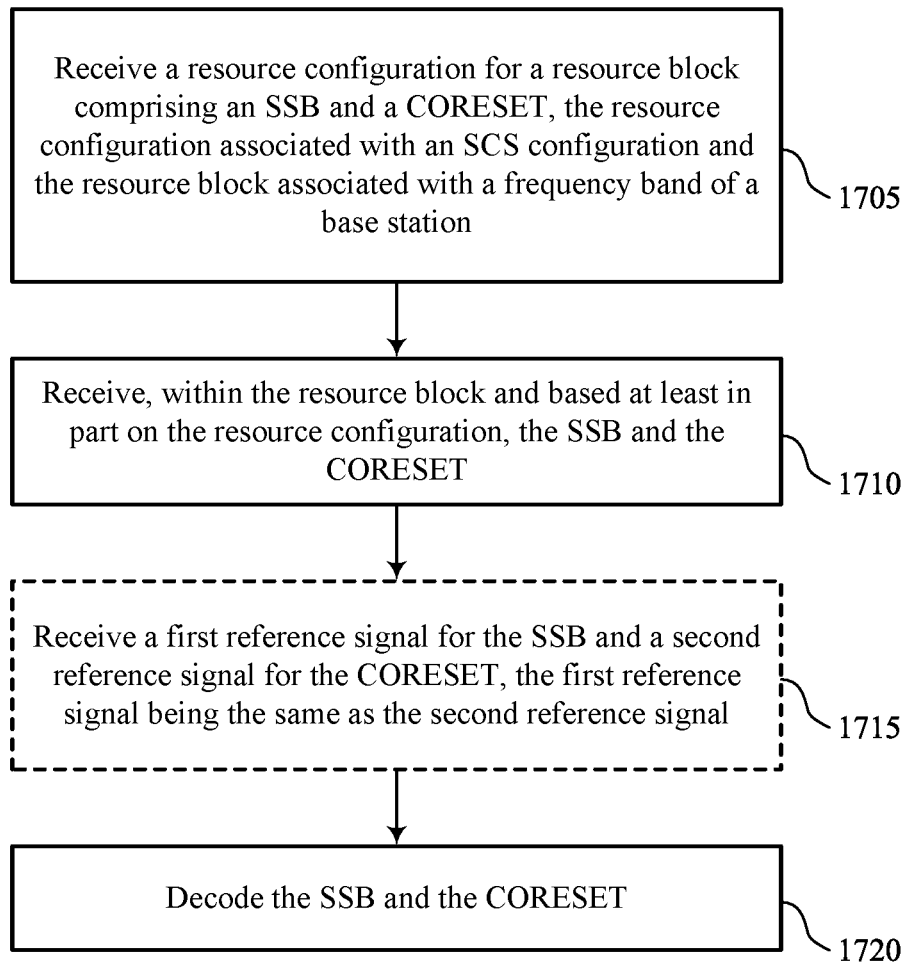 Receive a resource configuration for a resource block
comprising an SSB and a CORESET, the resource
configuration associated with an SCS configuration and
the resource block associated with a frequency band of a
base station
1705
Receive, within the resource block and based at least in
part on the resource configuration, the SSB and the
CORESET
1710
Receive a first reference signal for the SSB and a second
reference signal for the CORESET, the first reference
signal being the same as the second reference signal
1715
Decode the SSB and the CORESET
1720